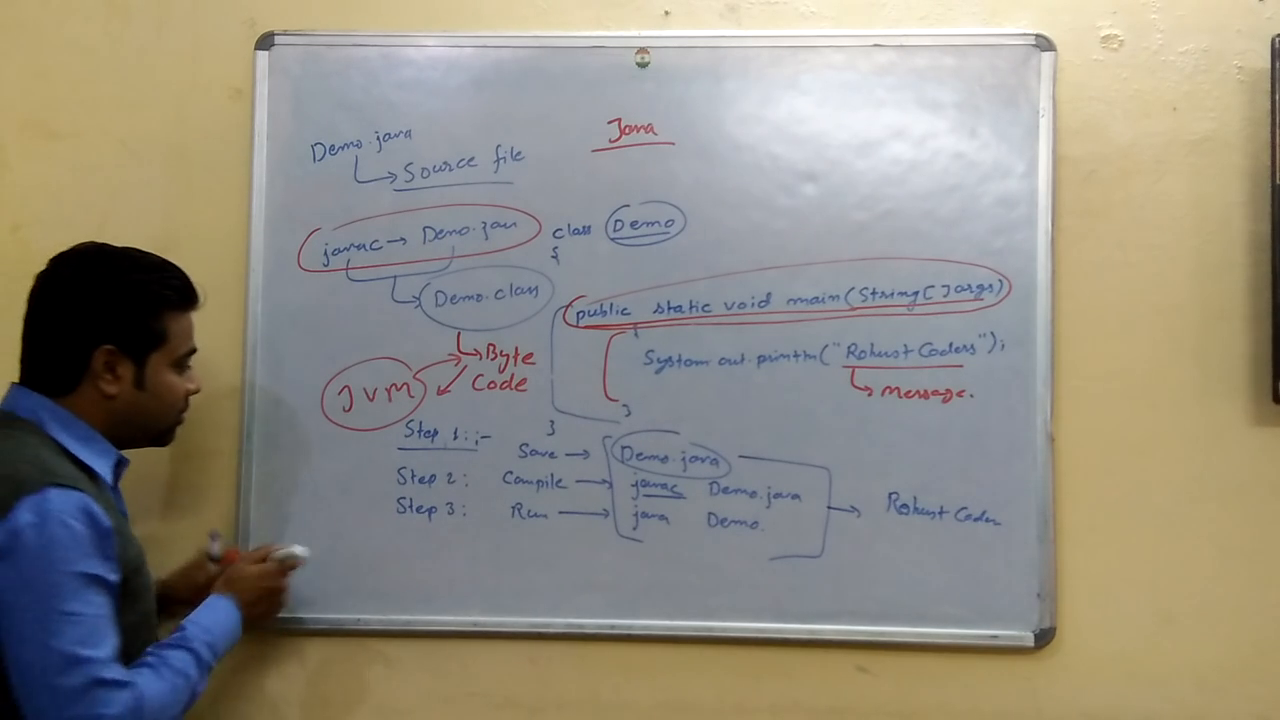 Java
Demo.java
Source file
javac → Demo.java
class Demo
{
Demo.class
public static void main(String[]args)
{
Byte
Code
System.out.println("Robust Coders");
message.
JVM
}
}
Step 1:- Save → Demo.java
Step 2: Compile → javac Demo.java
Step 3: Run → java Demo.
Robust Coder